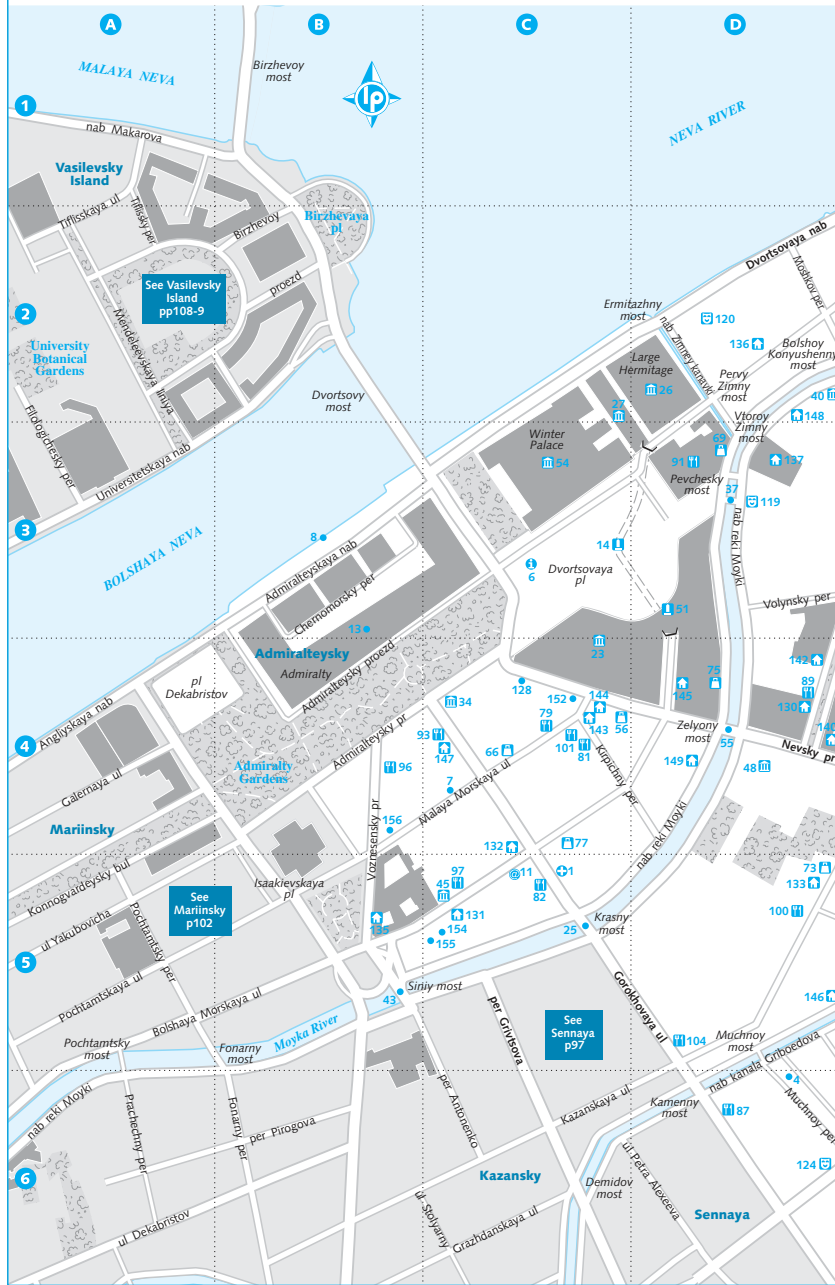 A
B
C
D
1
2
3
4
5
6
MALAYA NEVA
Birzhevoy
most
lp
NEVA RIVER
nab Makarova
Vasilevsky
Island
Tiflisskaya ul
Tiflissky per
Birzhevoy
proezd
Birzhevaya
pl
See Vasilevsky
Island
pp108-9
University
Botanical
Gardens
Mendeleevskaya liniya
Filologichesky per
Universitetskaya nab
Dvortsovy
most
Dvortsovaya nab
Moshkov per
Ermitazhny
most
nab Zimney kanavki
120
136
Bolshoy
Konyushenny
most
Large
Hermitage
26
27
Pervy
Zimny
most
40
148
Vtoroy
Zimny
most
Winter
Palace
54
69
91
137
Pevchesky
most
37
119
nab reki Moyki
BOLSHAYA NEVA
8
Admiralteyskaya nab
Chernomorsky per
13
14
6
Dvortsovaya
pl
51
Volynsky per
Admiralteysky
Admiralty
Admiralteysky proezd
23
142
pl
Dekabristov
34
128
152
144
145
75
89
130
79
143
56
Angliyskaya nab
Admiralteysky pr
93
147
66
101
81
Zelyony
most
55
140
Nevsky pr
Galernaya ul
Admiralty
Gardens
96
7
Malaya Morskaya ul
Kirpichny per
149
48
Mariinsky
Voznesensky pr
156
132
77
nab reki Moyki
Konnogvardeysky bul
Isaakievskaya
pl
97
45
11
1
82
73
133
100
See
Mariinsky
p102
ul Yakubovicha
Pochtamtsky per
135
131
154
155
25
Krasny
most
Pochtamtskaya ul
Siniy most
43
Bolshaya Morskaya ul
Moyka River
per Grivtsova
Gorokhovaya ul
146
See
Sennaya
p97
Pochtamtsky
most
Fonarny
most
104
Muchnoy
most
nab kanala Griboedova
4
Muchnoy per
nab reki Moyki
Prachechny per
Fonarny per
per Pirogova
per Antonenko
Kazanskaya ul
Kamenny
most
87
124
Kazansky
ul Petra Alexeeva
Demidov
most
Sennaya
ul Dekabristov
ul Stolyarny
Grazhdanskaya ul